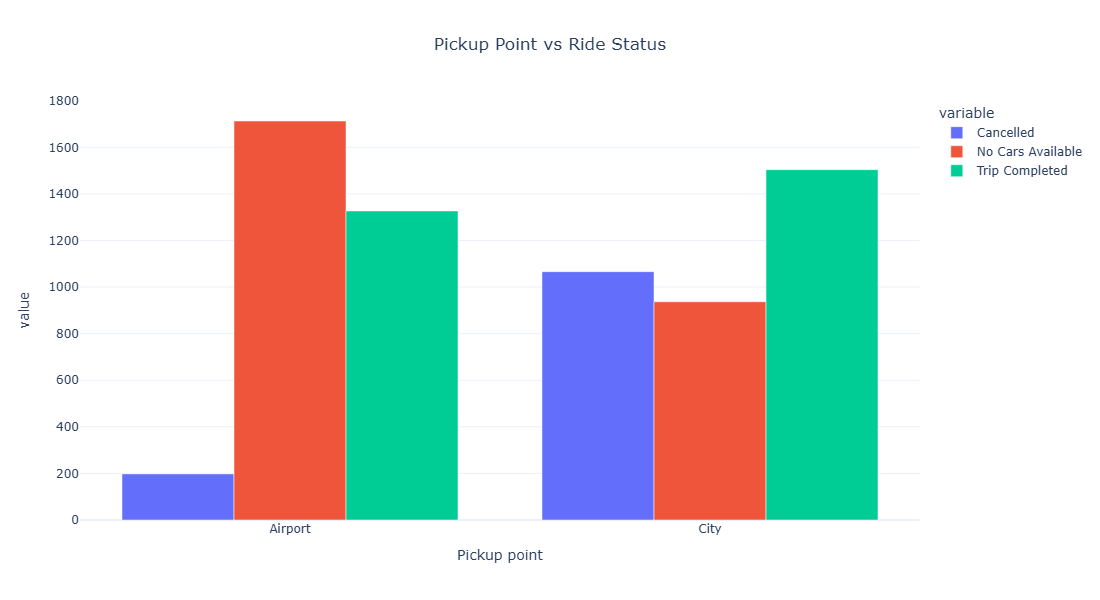 Pickup Point vs Ride Status
1800
1600
1400
1200
1000
800
600
400
200
0
value
Airport
City
Pickup point
variable
Cancelled
No Cars Available
Trip Completed